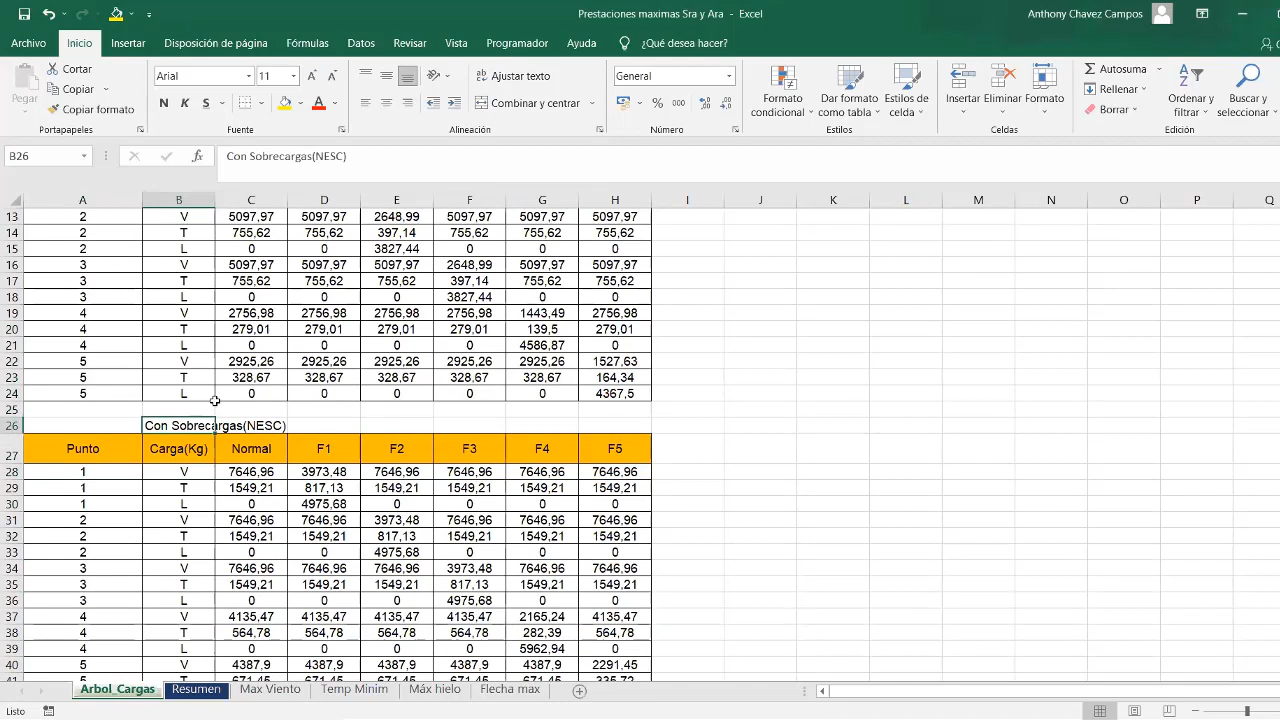 Prestaciones maximas Sra y Ara - Excel
Anthony Chavez Campos
Archivo Inicio Insertar Disposición de página Fórmulas Datos Revisar Vista Programador Ayuda ¿Qué desea hacer?
Pegar
Cortar
Copiar
Copiar formato
Portapapeles
Arial 11
N K S
Fuente
Ajustar texto
Combinar y centrar
Alineación
General
% 000
Número
Formato condicional
Dar formato como tabla
Estilos de celda
Estilos
Insertar Eliminar Formato
Celdas
Autosuma
Rellenar
Borrar
Ordenar y filtrar
Buscar y seleccionar
Edición
B26 fx Con Sobrecargas(NESC)
A B C D E F G H I J K L M N O P Q
13 2 V 5097,97 5097,97 2648,99 5097,97 5097,97 5097,97
14 2 T 755,62 755,62 397,14 755,62 755,62 755,62
15 2 L 0 0 3827,44 0 0 0
16 3 V 5097,97 5097,97 5097,97 2648,99 5097,97 5097,97
17 3 T 755,62 755,62 755,62 397,14 755,62 755,62
18 3 L 0 0 0 3827,44 0 0
19 4 V 2756,98 2756,98 2756,98 2756,98 1443,49 2756,98
20 4 T 279,01 279,01 279,01 279,01 139,5 279,01
21 4 L 0 0 0 0 4586,87 0
22 5 V 2925,26 2925,26 2925,26 2925,26 2925,26 1527,63
23 5 T 328,67 328,67 328,67 328,67 328,67 164,34
24 5 L 0 0 0 0 0 4367,5
25
26 Con Sobrecargas(NESC)
27 Punto Carga(Kg) Normal F1 F2 F3 F4 F5
28 1 V 7646,96 3973,48 7646,96 7646,96 7646,96 7646,96
29 1 T 1549,21 817,13 1549,21 1549,21 1549,21 1549,21
30 1 L 0 4975,68 0 0 0 0
31 2 V 7646,96 7646,96 3973,48 7646,96 7646,96 7646,96
32 2 T 1549,21 1549,21 817,13 1549,21 1549,21 1549,21
33 2 L 0 0 4975,68 0 0 0
34 3 V 7646,96 7646,96 7646,96 3973,48 7646,96 7646,96
35 3 T 1549,21 1549,21 1549,21 817,13 1549,21 1549,21
36 3 L 0 0 0 4975,68 0 0
37 4 V 4135,47 4135,47 4135,47 4135,47 2165,24 4135,47
38 4 T 564,78 564,78 564,78 564,78 282,39 564,78
39 4 L 0 0 0 0 5962,94 0
40 5 V 4387,9 4387,9 4387,9 4387,9 4387,9 2291,45
41 5 T 671,45 671,45 671,45 671,45 671,45 335,72
Arbol_Cargas Resumen Max Viento Temp Minim Máx hielo Flecha max
Listo